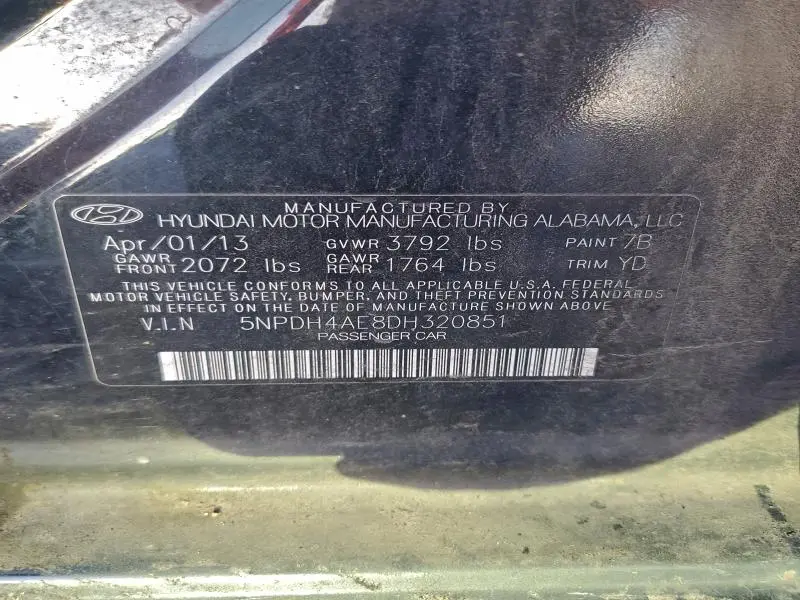 MANUFACTURED BY
HYUNDAI MOTOR MANUFACTURING ALABAMA, LLC
Apr/01/13 GVWR 3792 lbs PAINT 7B
GAWR FRONT 2072 lbs GAWR REAR 1764 lbs TRIM YD
THIS VEHICLE CONFORMS TO ALL APPLICABLE U.S.A. FEDERAL
MOTOR VEHICLE SAFETY, BUMPER, AND THEFT PREVENTION STANDARDS
IN EFFECT ON THE DATE OF MANUFACTURE SHOWN ABOVE
V.I.N 5NPDH4AE8DH320851
PASSENGER CAR